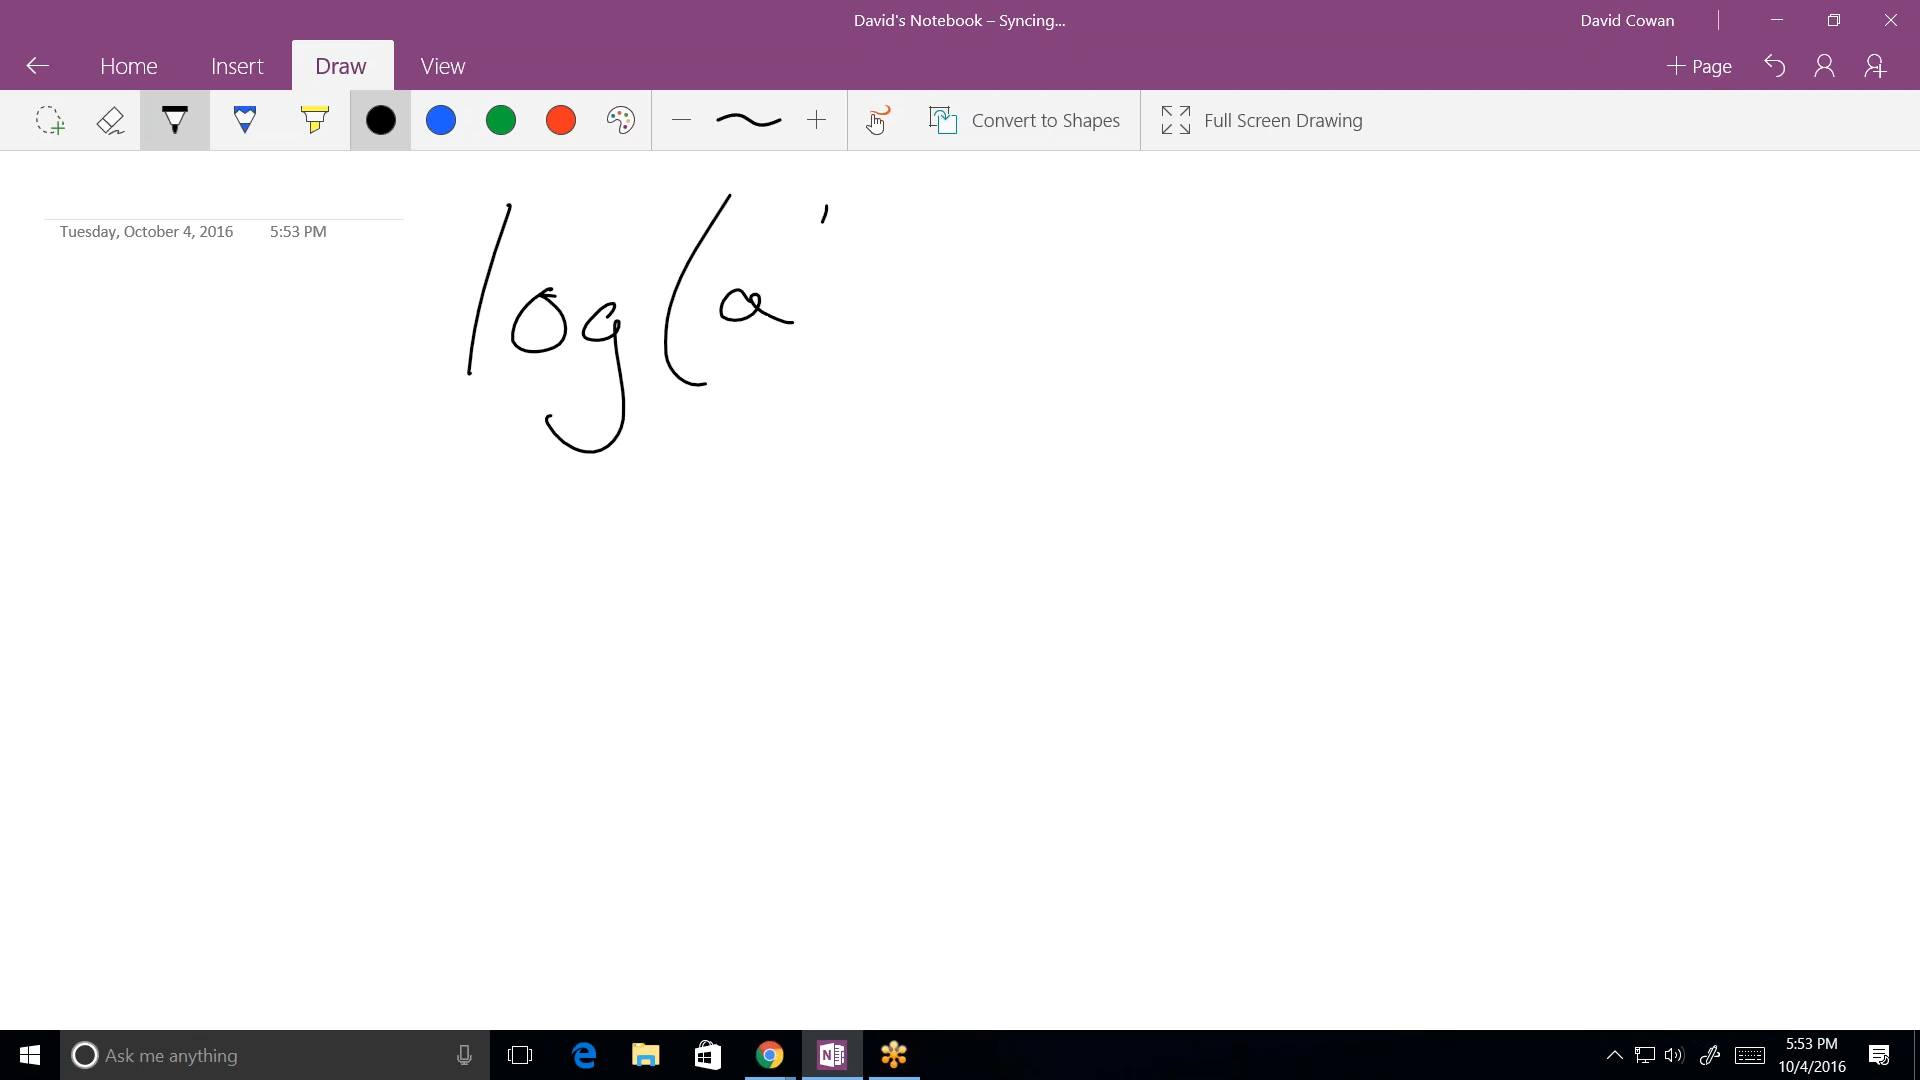 David's Notebook – Syncing...
David Cowan
Home
Insert
Draw
View
Page
Convert to Shapes
Full Screen Drawing
Tuesday, October 4, 2016 5:53 PM
log(a'
Ask me anything
5:53 PM
10/4/2016